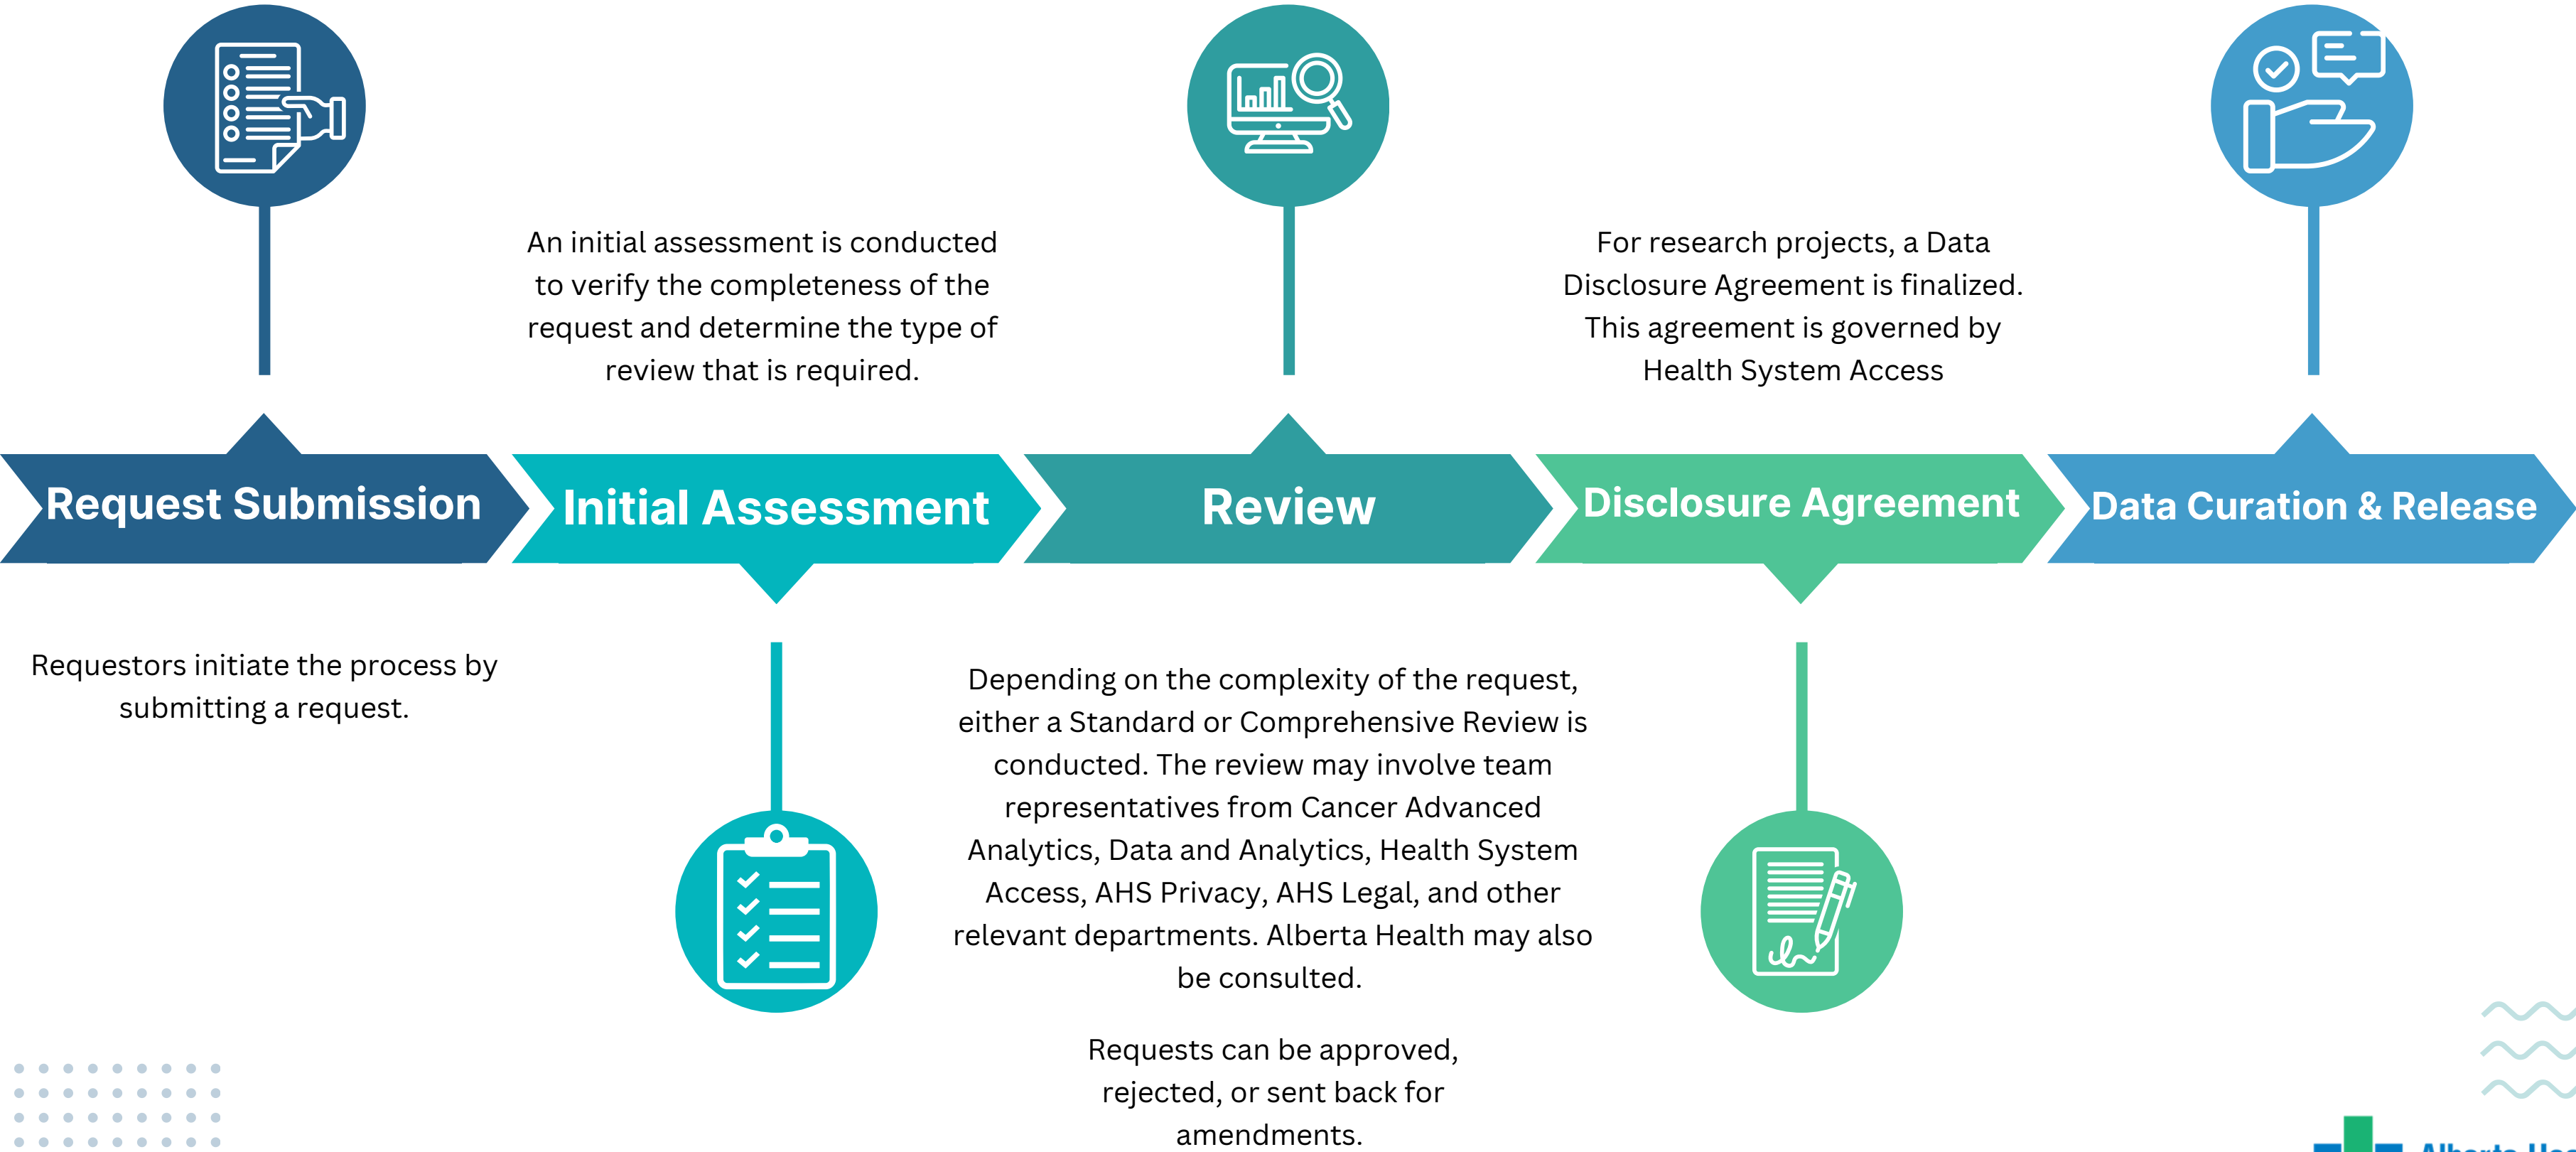 An initial assessment is conducted
to verify the completeness of the
request and determine the type of
review that is required.
For research projects, a Data
Disclosure Agreement is finalized.
This agreement is governed by
Health System Access
Request Submission
Initial Assessment
Review
Disclosure Agreement
Data Curation & Release
Requestors initiate the process by
submitting a request.
Depending on the complexity of the request,
either a Standard or Comprehensive Review is
conducted. The review may involve team
representatives from Cancer Advanced
Analytics, Data and Analytics, Health System
Access, AHS Privacy, AHS Legal, and other
relevant departments. Alberta Health may also
be consulted.
Requests can be approved,
rejected, or sent back for
amendments.
Alberta